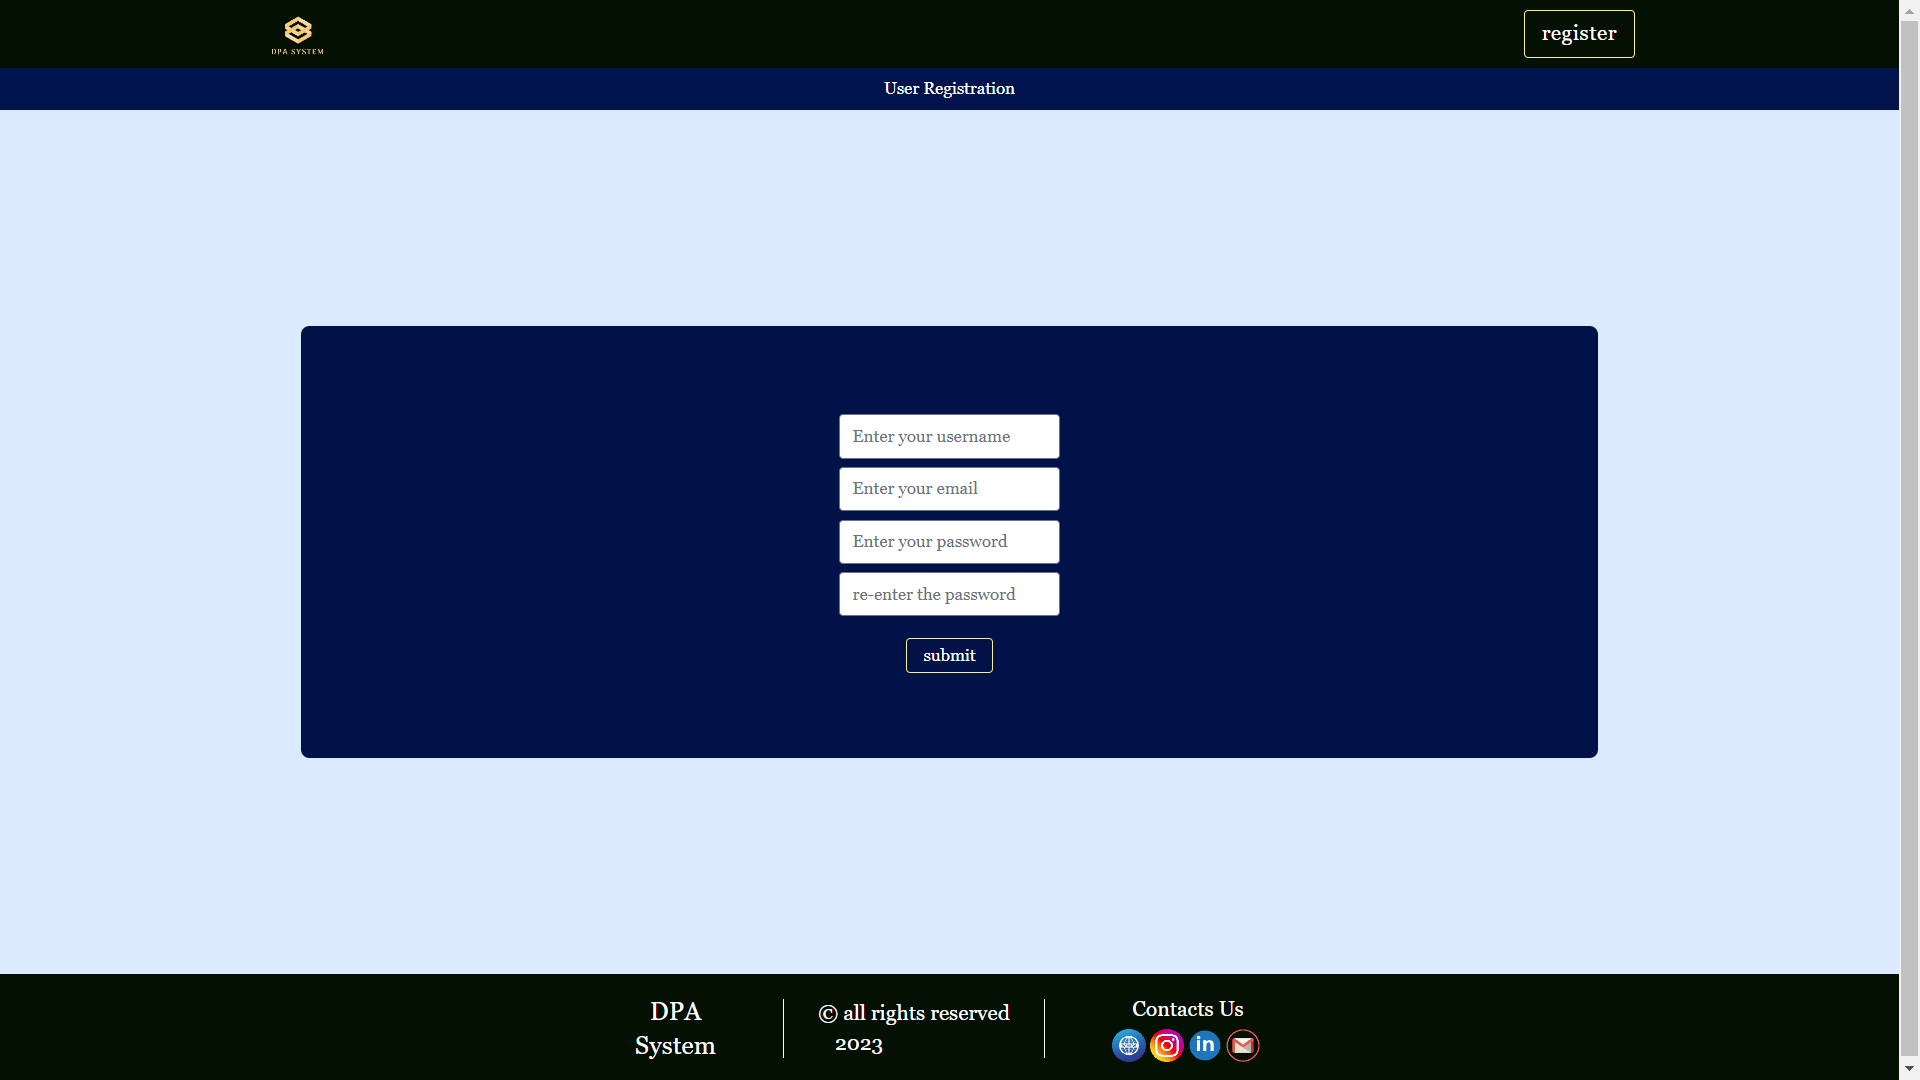 DPA SYSTEM
register
User Registration
Enter your username
Enter your email
Enter your password
re-enter the password
submit
DPA
System
© all rights reserved
2023
Contacts Us
in